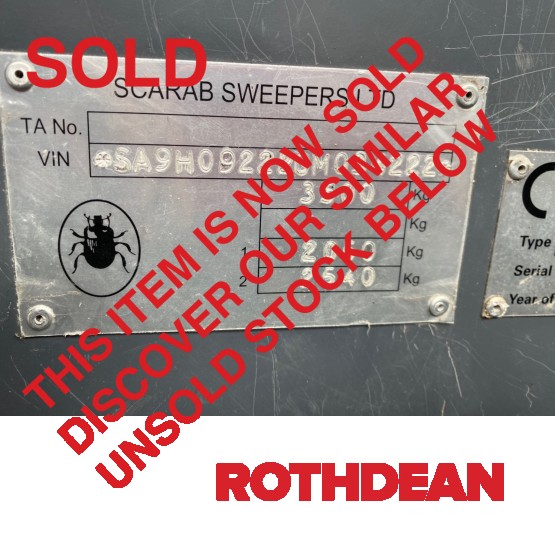 SOLD
SCARAB SWEEPERS LTD
TA No.
VIN
Kg
Kg
1 Kg
2 Kg
Type
Serial
Year of
THIS ITEM IS NOW SOLD
DISCOVER OUR SIMILAR
UNSOLD STOCK BELOW
ROTHDEAN